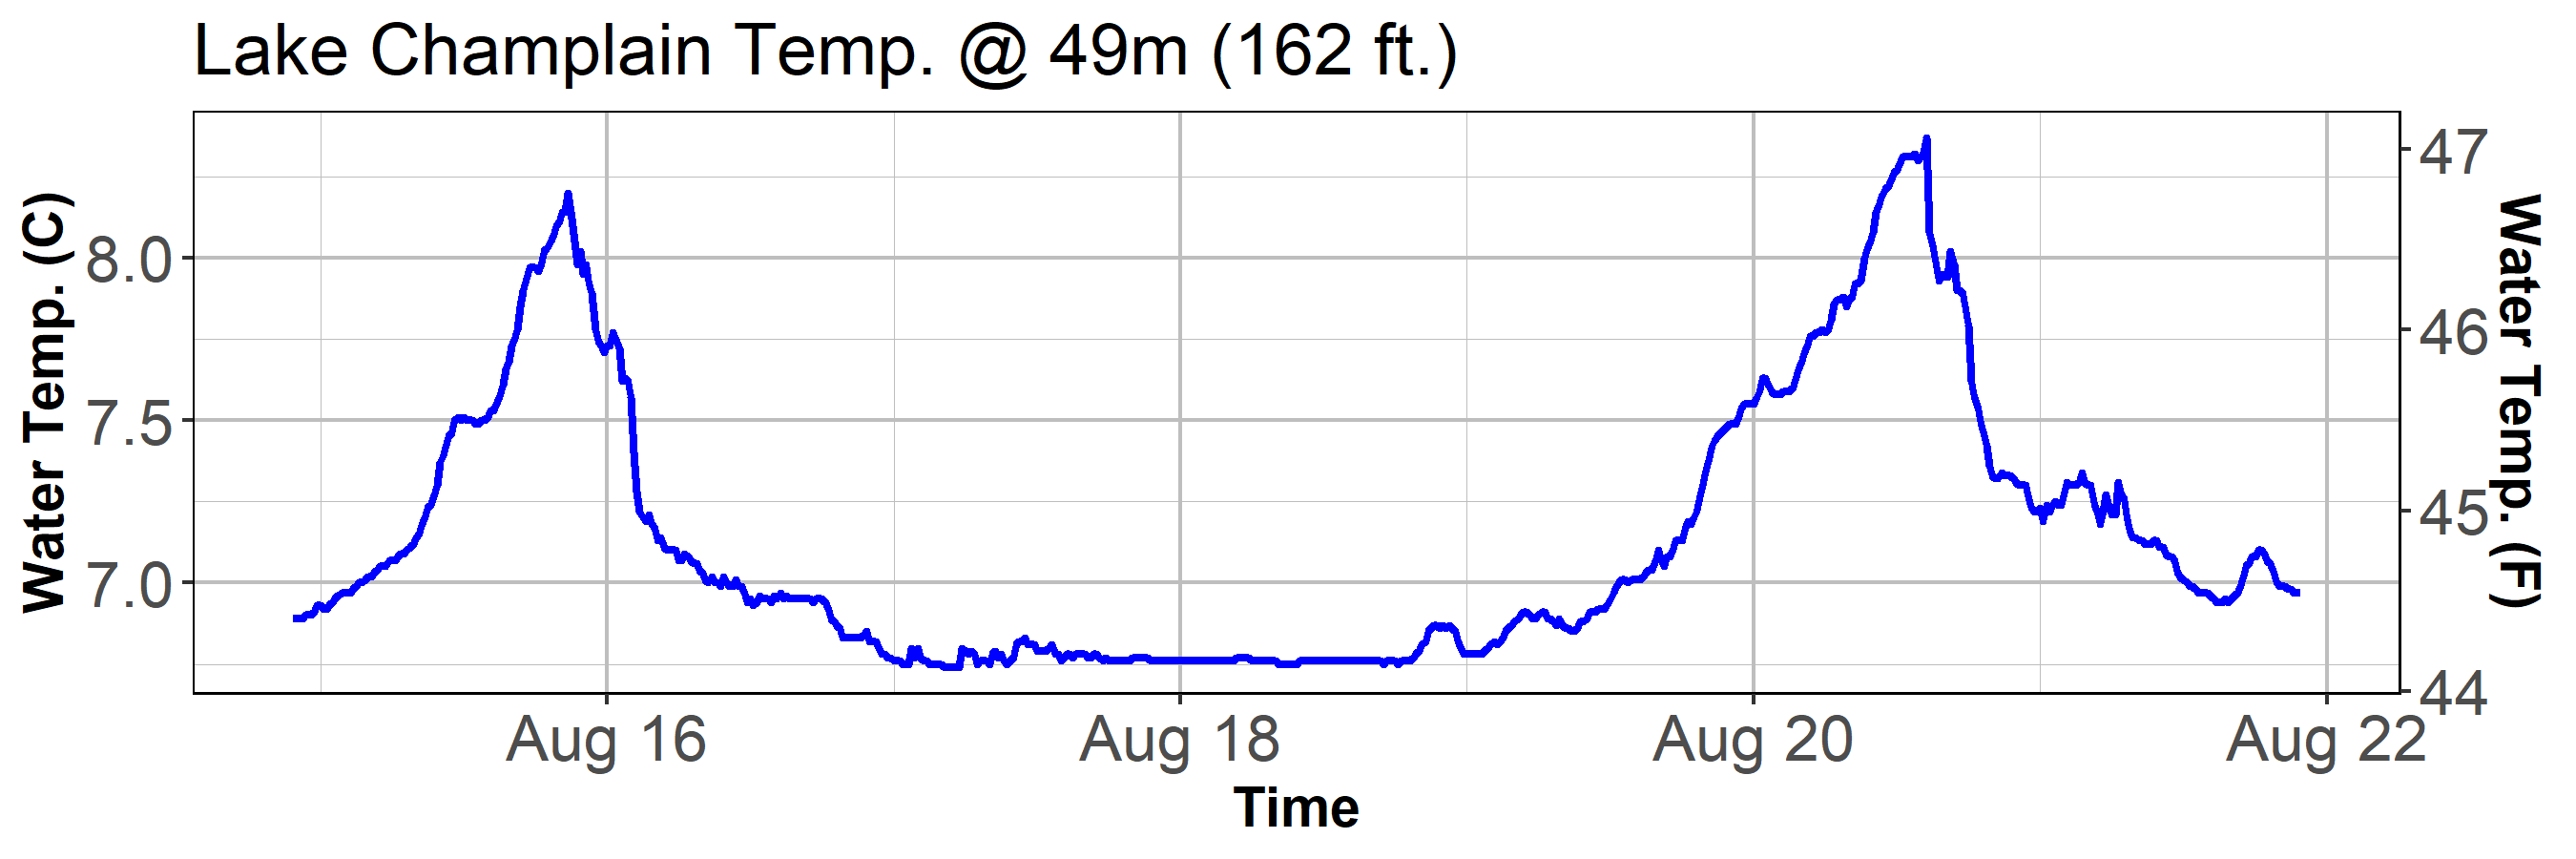 Lake Champlain Temp. @ 49m (162 ft.)
Water Temp. (C)
8.0
7.5
7.0
47
46
45
44
Water Temp. (F)
Aug 16 Aug 18 Aug 20 Aug 22
Time